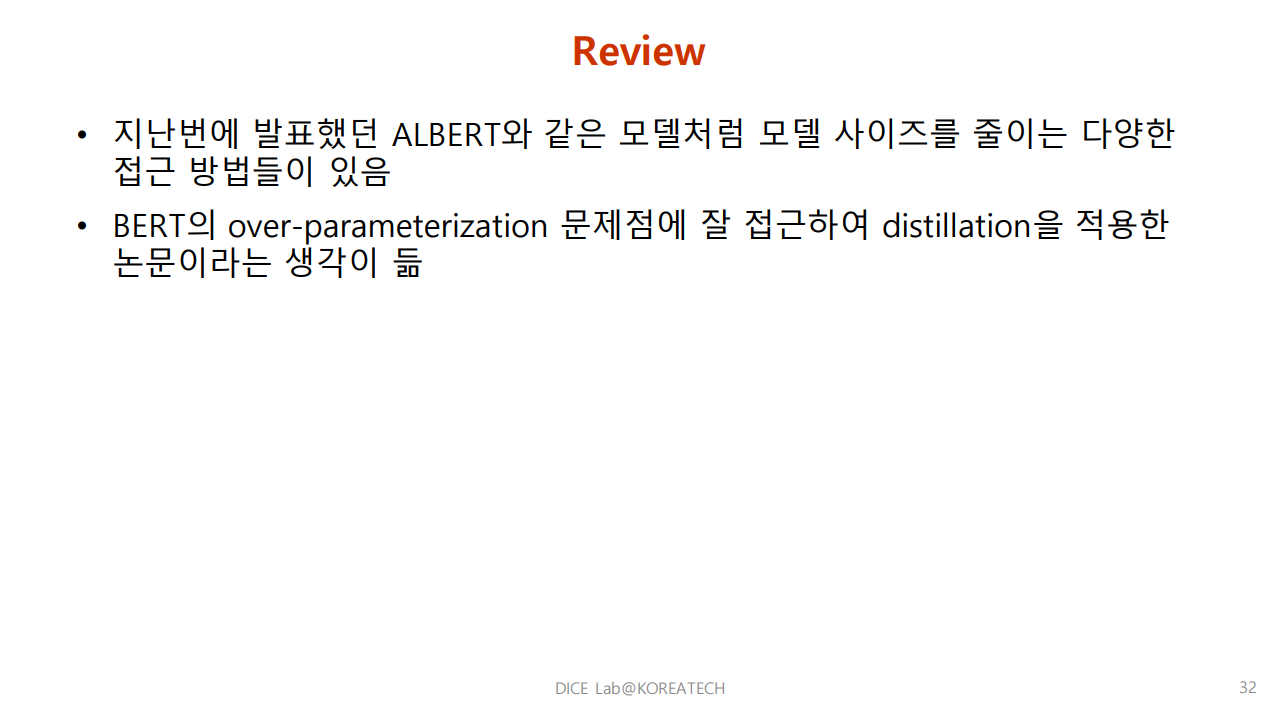 Review
• 지난번에 발표했던 ALBERT와 같은 모델처럼 모델 사이즈를 줄이는 다양한
접근 방법들이 있음
• BERT의 over-parameterization 문제점에 잘 접근하여 distillation을 적용한
논문이라는 생각이 듦
DICE Lab@KOREATECH
32